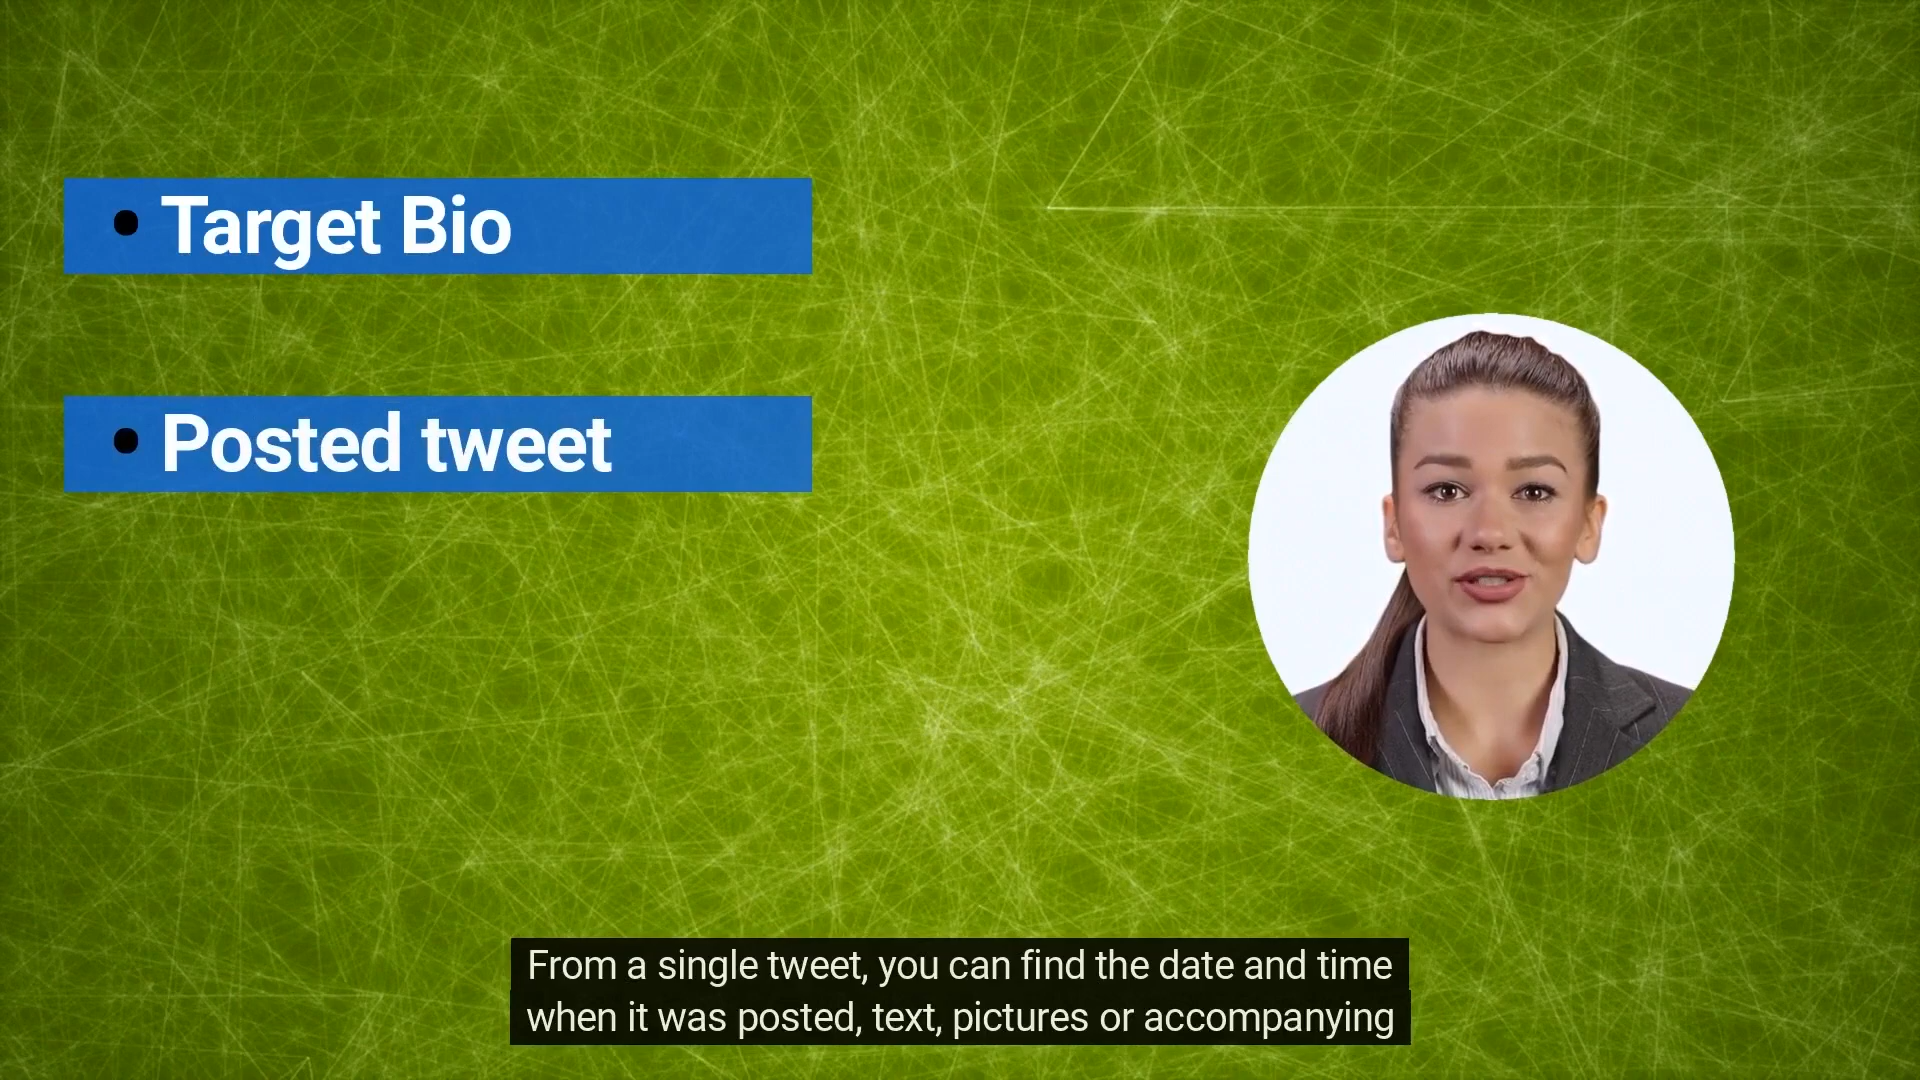 • Target Bio
• Posted tweet
From a single tweet, you can find the date and time
when it was posted, text, pictures or accompanying